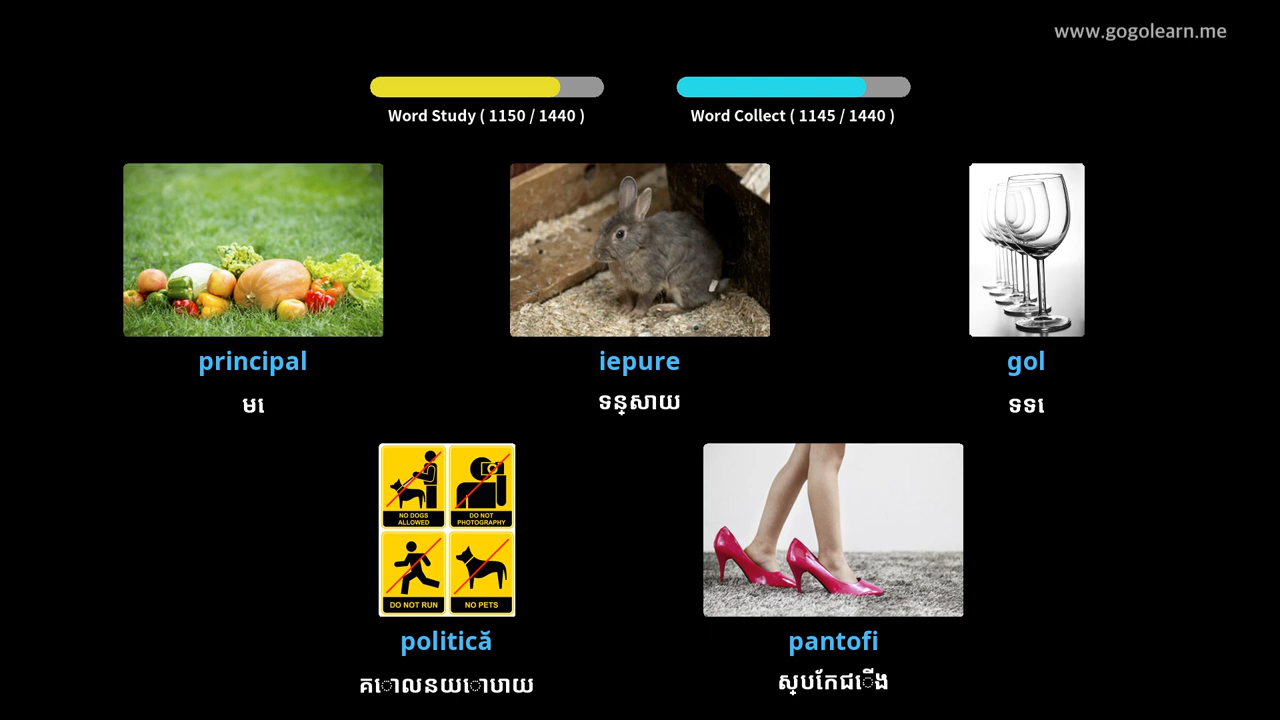 www.gogolearn.me
Word Study ( 1150 / 1440 )
Word Collect ( 1145 / 1440 )
principal
iepure
gol
មេ
ទន្សាយ
ទទេ
NO DOGS
ALLOWED
DO NOT
PHOTOGRAPHY
DO NOT RUN
NO PETS
politică
pantofi
គោលនយោបាយ
ស្បែកជើង